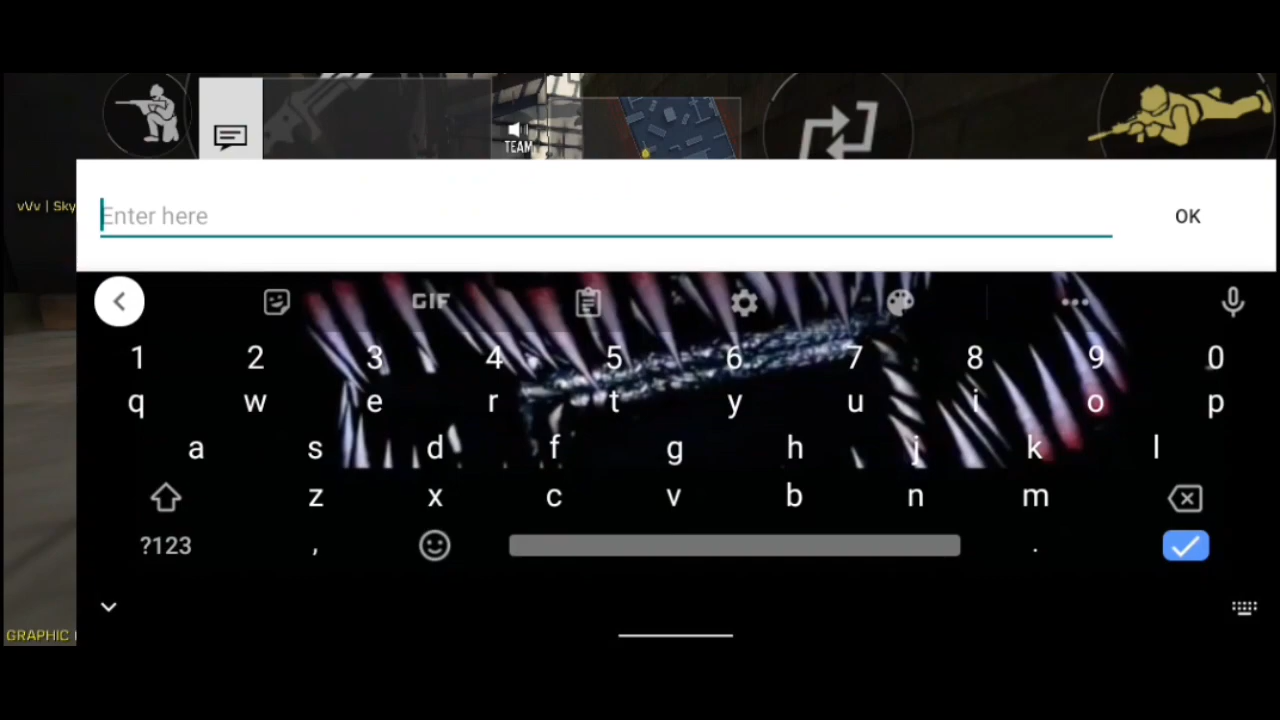 TEAM
vVv | Sky
Enter here
OK
GIF
1 2 3 4 5 6 7 8 9 0
q w e r t y u i o p
a s d f g h j k l
z x c v b n m
?123 , .
GRAPHIC